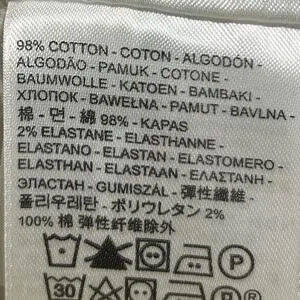 98% COTTON - COTON - ALGODÓN -
ALGODÃO - PAMUK - COTONE -
BAUMWOLLE - KATOEN - BAMBAKI -
ХЛОПОК - BAWEŁNA - PAMUT - BAVLNA -
棉 - 면 - 綿 98% - KAPAS
2% ELASTANE - ELASTHANNE -
ELASTANO - ELASTAN - ELASTOMERO -
ELASTHAN - ELASTAAN - ΕΛΑΣΤΑΝΗ -
ЭЛАСТАН - GUMISZÁL - 彈性纖維 -
폴리우레탄 - ポリウレタン 2%
100% 棉 弹性纤维除外
P
30